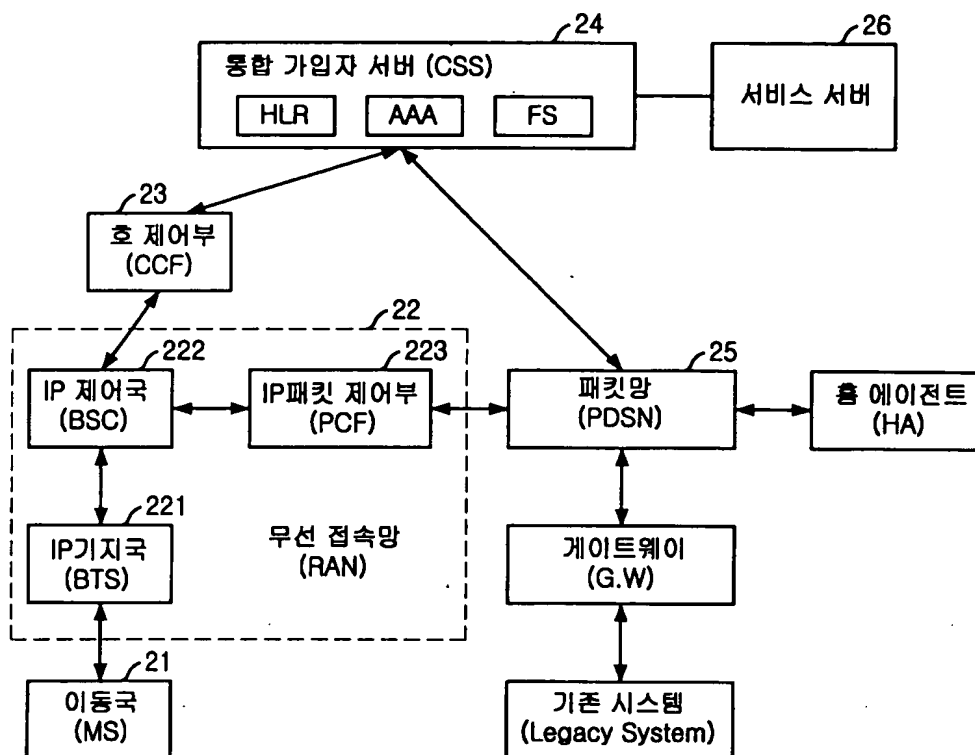 24
통합 가입자 서버 (CSS)
HLR
AAA
FS
26
서비스 서버
23
호 제어부
(CCF)
22
222
IP 제어국
(BSC)
223
IP패킷 제어부
(PCF)
25
패킷망
(PDSN)
홈 에이전트
(HA)
221
IP기지국
(BTS)
무선 접속망
(RAN)
게이트웨이
(G.W)
21
이동국
(MS)
기존 시스템
(Legacy System)